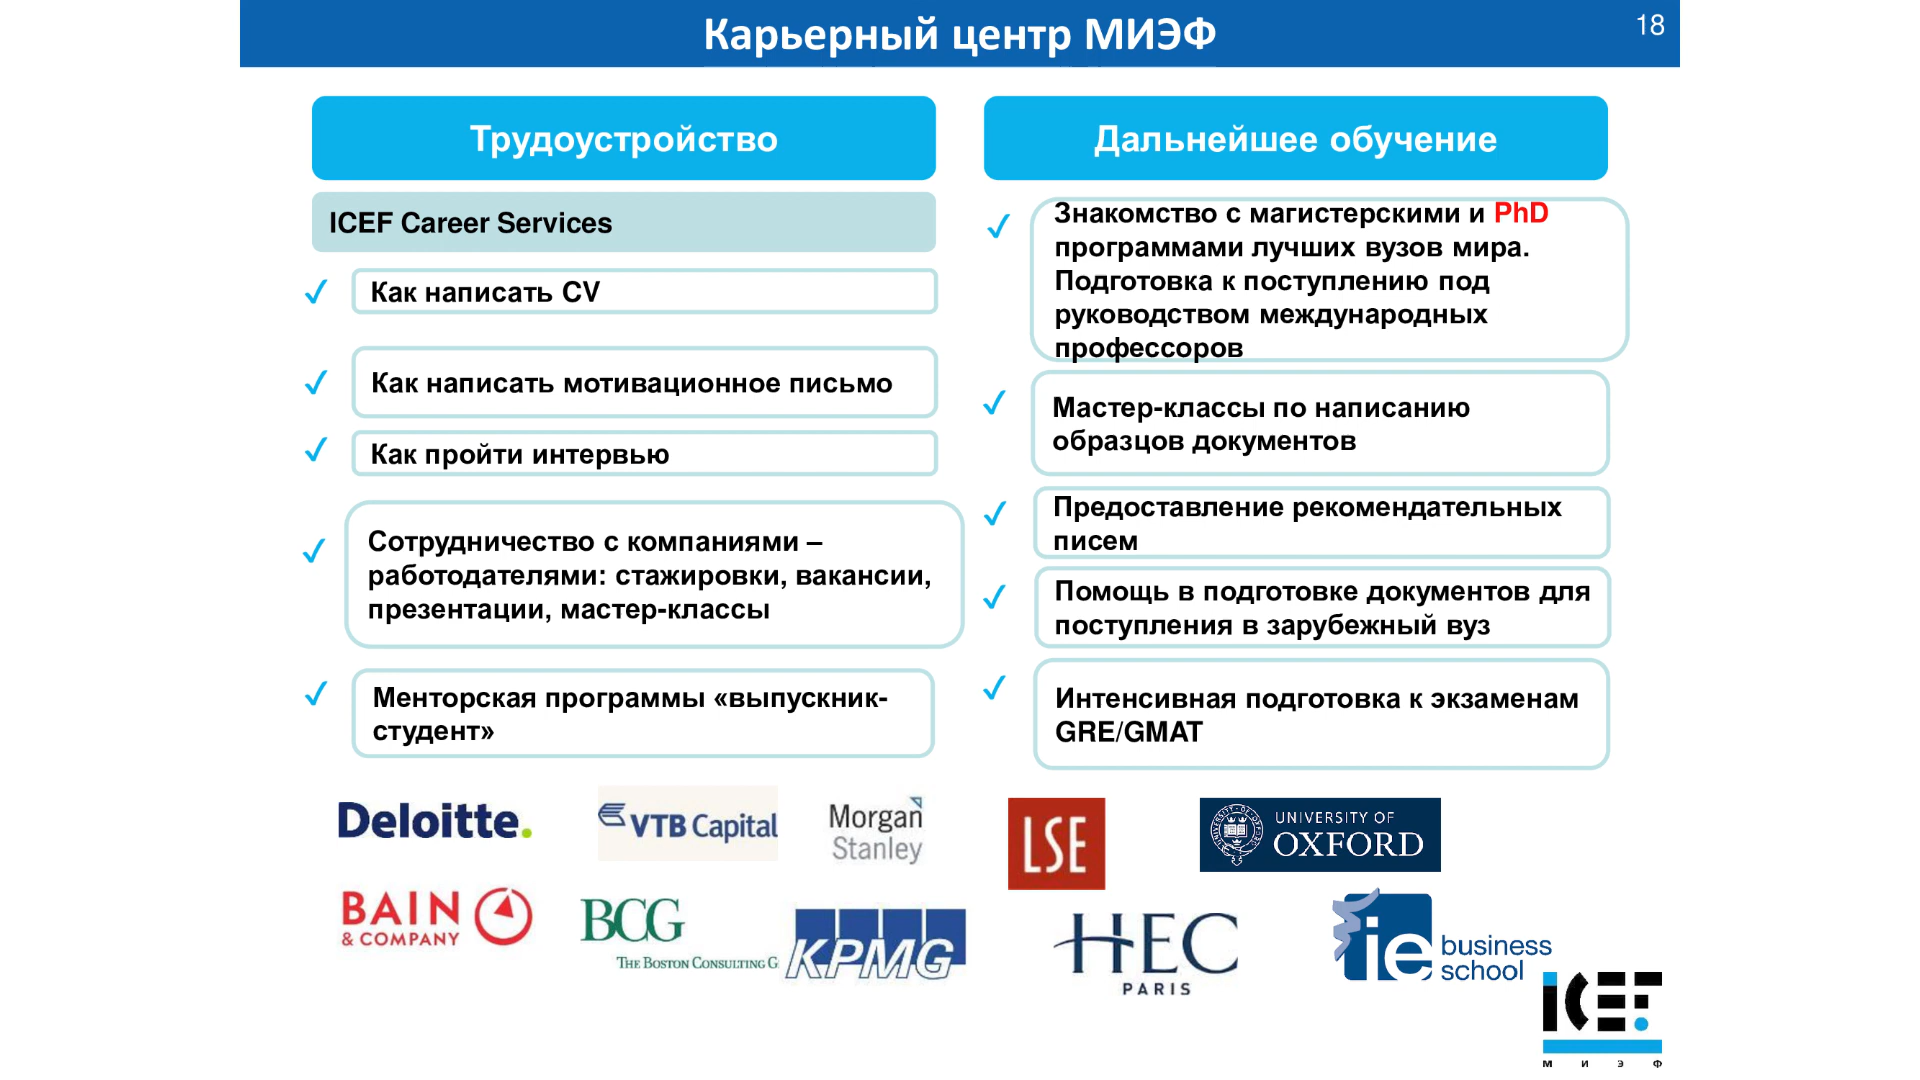 Карьерный центр МИЭФ
18
Трудоустройство
ICEF Career Services
Как написать CV
Как написать мотивационное письмо
Как пройти интервью
Сотрудничество с компаниями –
работодателями: стажировки, вакансии,
презентации, мастер-классы
Менторская программы «выпускник-
студент»
Дальнейшее обучение
Знакомство с магистерскими и PhD
программами лучших вузов мира.
Подготовка к поступлению под
руководством международных
профессоров
Мастер-классы по написанию
образцов документов
Предоставление рекомендательных
писем
Помощь в подготовке документов для
поступления в зарубежный вуз
Интенсивная подготовка к экзаменам
GRE/GMAT
Deloitte.
VTB Capital
Morgan
Stanley
BAIN
& COMPANY
BCG
THE BOSTON CONSULTING G
KPMG
LSE
UNIVERSITY OF
OXFORD
HEC
PARIS
ie business
school
ICEF
М И Э Ф